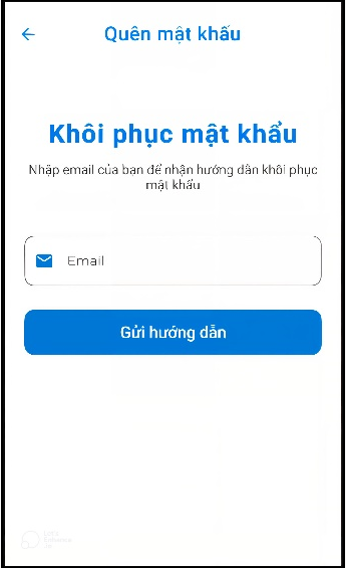 Quên mật khẩu
Khôi phục mật khẩu
Nhập email của bạn để nhận hướng dẫn khôi phục
mật khẩu
Email
Gửi hướng dẫn